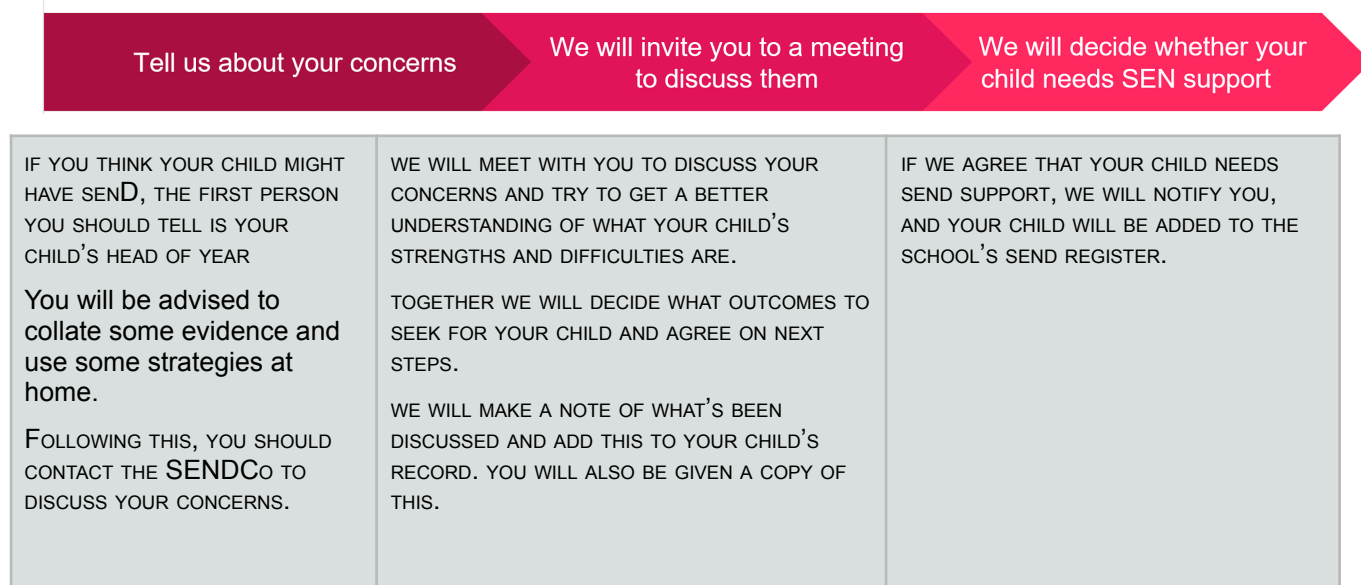 Tell us about your concerns
We will invite you to a meeting
to discuss them
We will decide whether your
child needs SEN support
IF YOU THINK YOUR CHILD MIGHT
HAVE SEND, THE FIRST PERSON
YOU SHOULD TELL IS YOUR
CHILD'S HEAD OF YEAR
You will be advised to
collate some evidence and
use some strategies at
home.
FOLLOWING THIS, YOU SHOULD
CONTACT THE SENDCO TO
DISCUSS YOUR CONCERNS.
WE WILL MEET WITH YOU TO DISCUSS YOUR
CONCERNS AND TRY TO GET A BETTER
UNDERSTANDING OF WHAT YOUR CHILD'S
STRENGTHS AND DIFFICULTIES ARE.
TOGETHER WE WILL DECIDE WHAT OUTCOMES TO
SEEK FOR YOUR CHILD AND AGREE ON NEXT
STEPS.
WE WILL MAKE A NOTE OF WHAT'S BEEN
DISCUSSED AND ADD THIS TO YOUR CHILD'S
RECORD. YOU WILL ALSO BE GIVEN A COPY OF
THIS.
IF WE AGREE THAT YOUR CHILD NEEDS
SEND SUPPORT, WE WILL NOTIFY YOU,
AND YOUR CHILD WILL BE ADDED TO THE
SCHOOL'S SEND REGISTER.